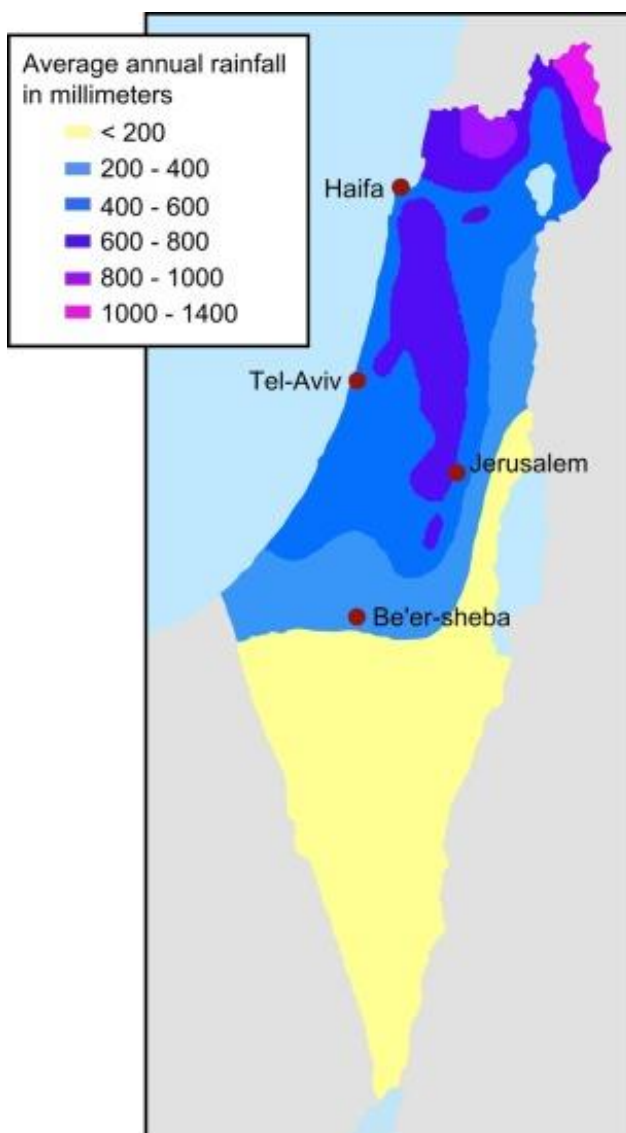 Average annual rainfall
in millimeters
< 200
200 - 400
400 - 600
600 - 800
800 - 1000
1000 - 1400
Haifa
Tel-Aviv
Jerusalem
Be'er-sheba